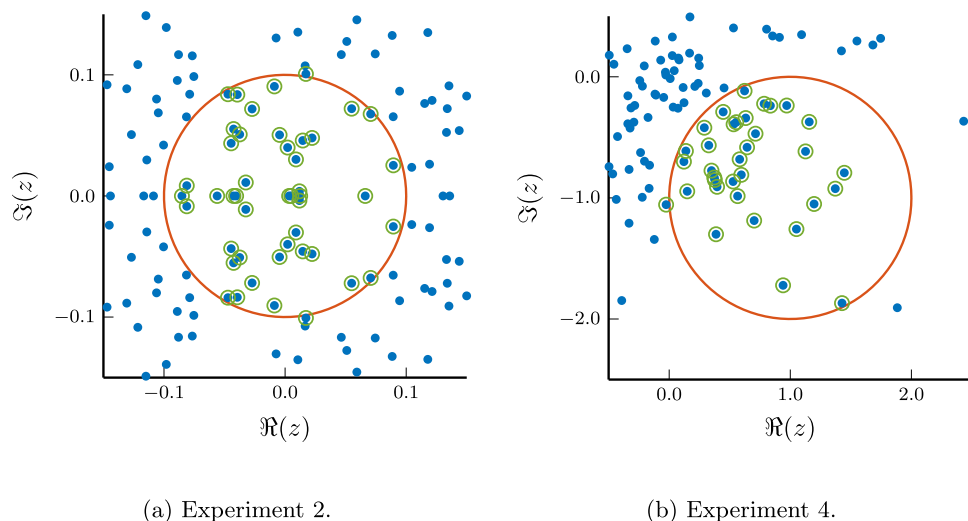 0.1
0.0
−0.1
ℑ(z)
−0.1 0.0 0.1
ℜ(z)
0.0
−1.0
−2.0
ℑ(z)
0.0 1.0 2.0
ℜ(z)
(a) Experiment 2.
(b) Experiment 4.